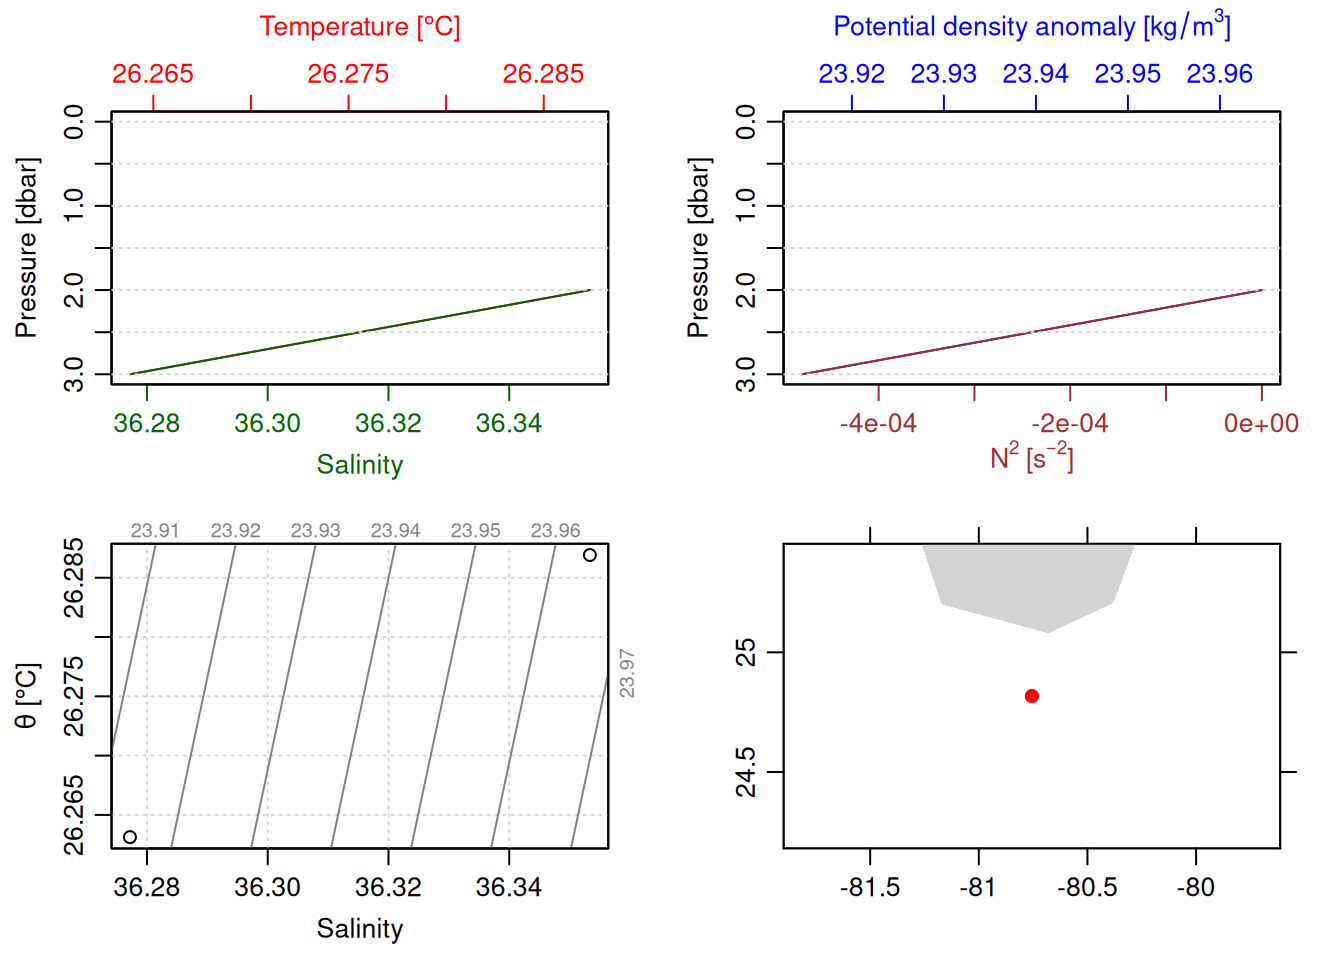 Temperature [°C]
26.265 26.275 26.285
Pressure [dbar]
0.0 1.0 2.0 3.0
36.28 36.30 36.32 36.34
Salinity
Potential density anomaly [kg/m³]
23.92 23.93 23.94 23.95 23.96
Pressure [dbar]
0.0 1.0 2.0 3.0
-4e-04 -2e-04 0e+00
N² [s⁻²]
23.91 23.92 23.93 23.94 23.95 23.96
23.97
θ [°C]
26.265 26.275 26.285
36.28 36.30 36.32 36.34
Salinity
25
24.5
-81.5 -81 -80.5 -80